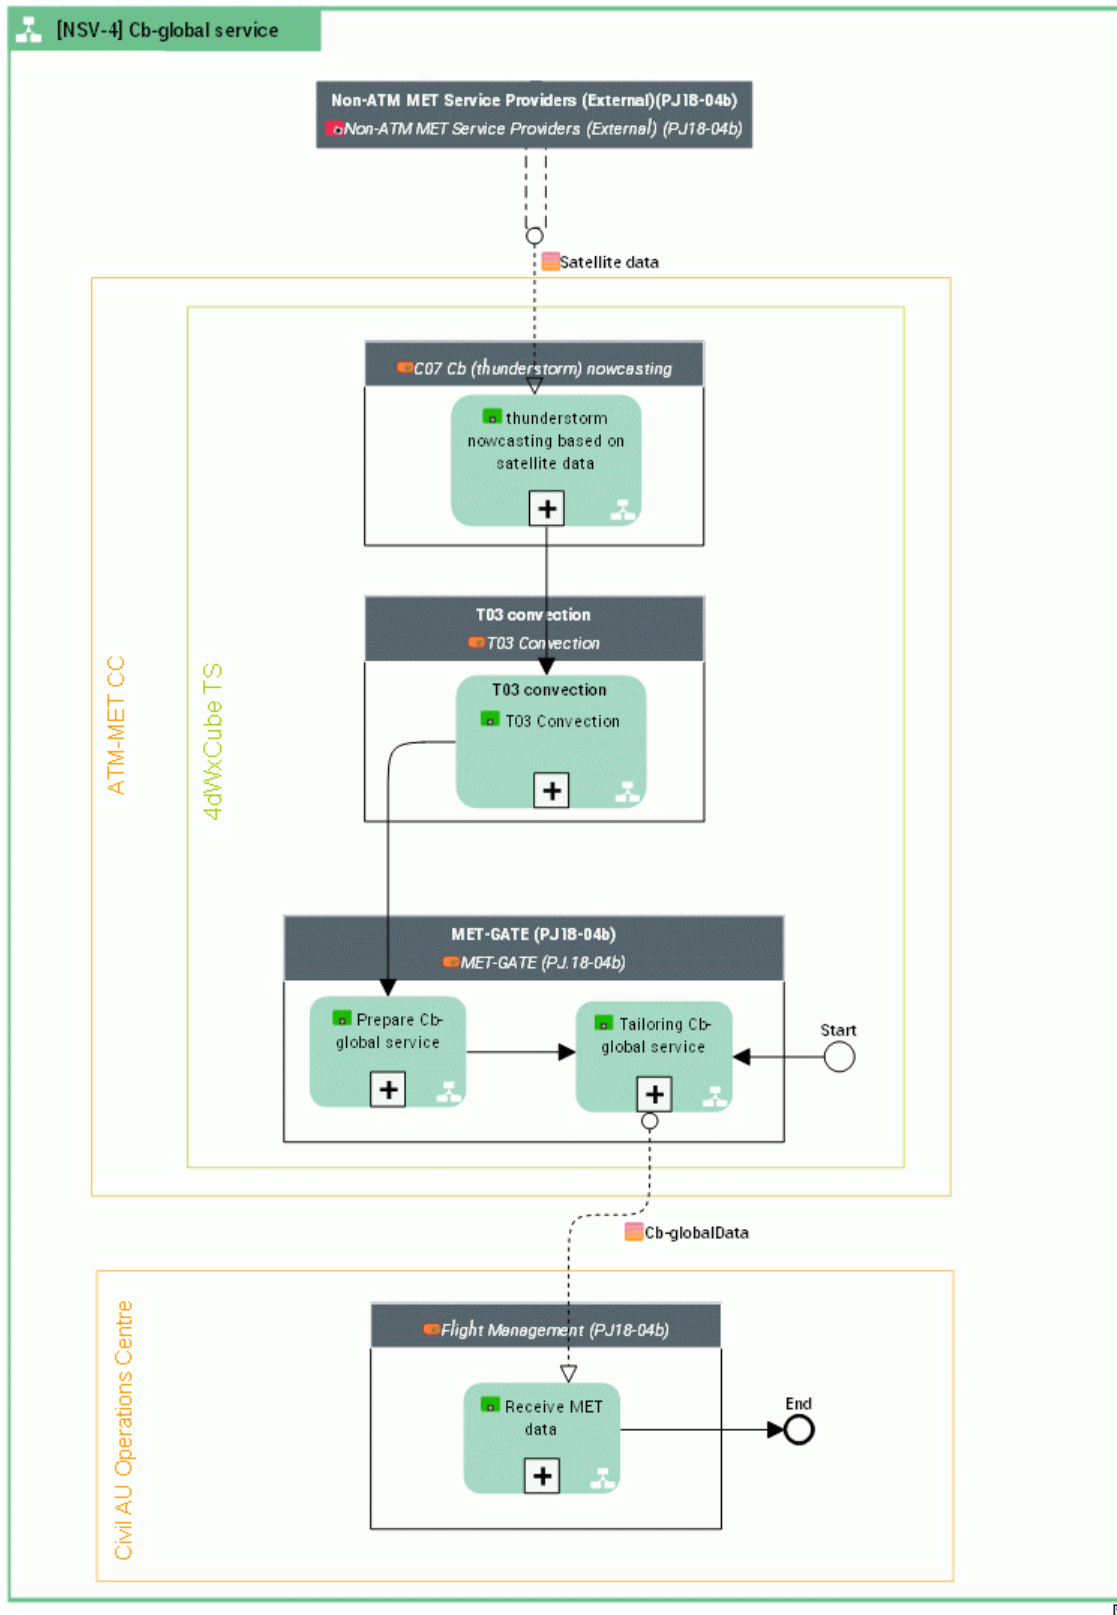 [NSV-4] Cb-global service
Non-ATM MET Service Providers (External)(PJ18-04b)
Non-ATM MET Service Providers (External) (PJ18-04b)
Satellite data
ATM-MET CC
4dWxCube TS
C07 Cb (thunderstorm) nowcasting
thunderstorm
nowcasting based on
satellite data
T03 convection
T03 Convection
T03 convection
T03 Convection
MET-GATE (PJ18-04b)
MET-GATE (PJ.18-04b)
Prepare Cb-
global service
Tailoring Cb-
global service
Start
Cb-globalData
Civil AU Operations Centre
Flight Management (PJ18-04b)
Receive MET
data
End